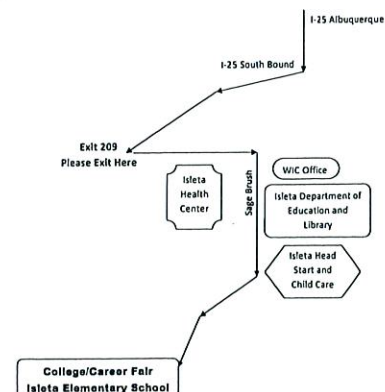 I-25 Albuquerque
I-25 South Bound
Exit 209
Please Exit Here
Isleta
Health
Center
Sage Brush
WIC Office
Isleta Department of
Education and
Library
Isleta Head
Start and
Child Care
College/Career Fair
Isleta Elementary School